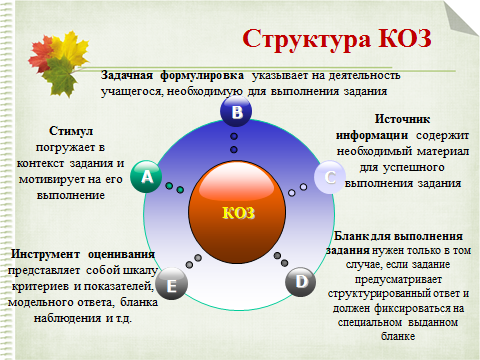 Структура КОЗ
Задачная формулировка указывает на деятельность
учащегося, необходимую для выполнения задания
B
Стимул
погружает в
контекст задания и
мотивирует на его
выполнение
A
Источник
информации содержит
необходимый материал
для успешного
выполнения задания
C
КОЗ
Инструмент оценивания
представляет собой шкалу
критериев и показателей,
модельного ответа, бланка
наблюдения и т.д.
E
D
Бланк для выполнения
задания нужен только в том
случае, если задание
предусматривает
структурированный ответ и
должен фиксироваться на
специальном выданном
бланке